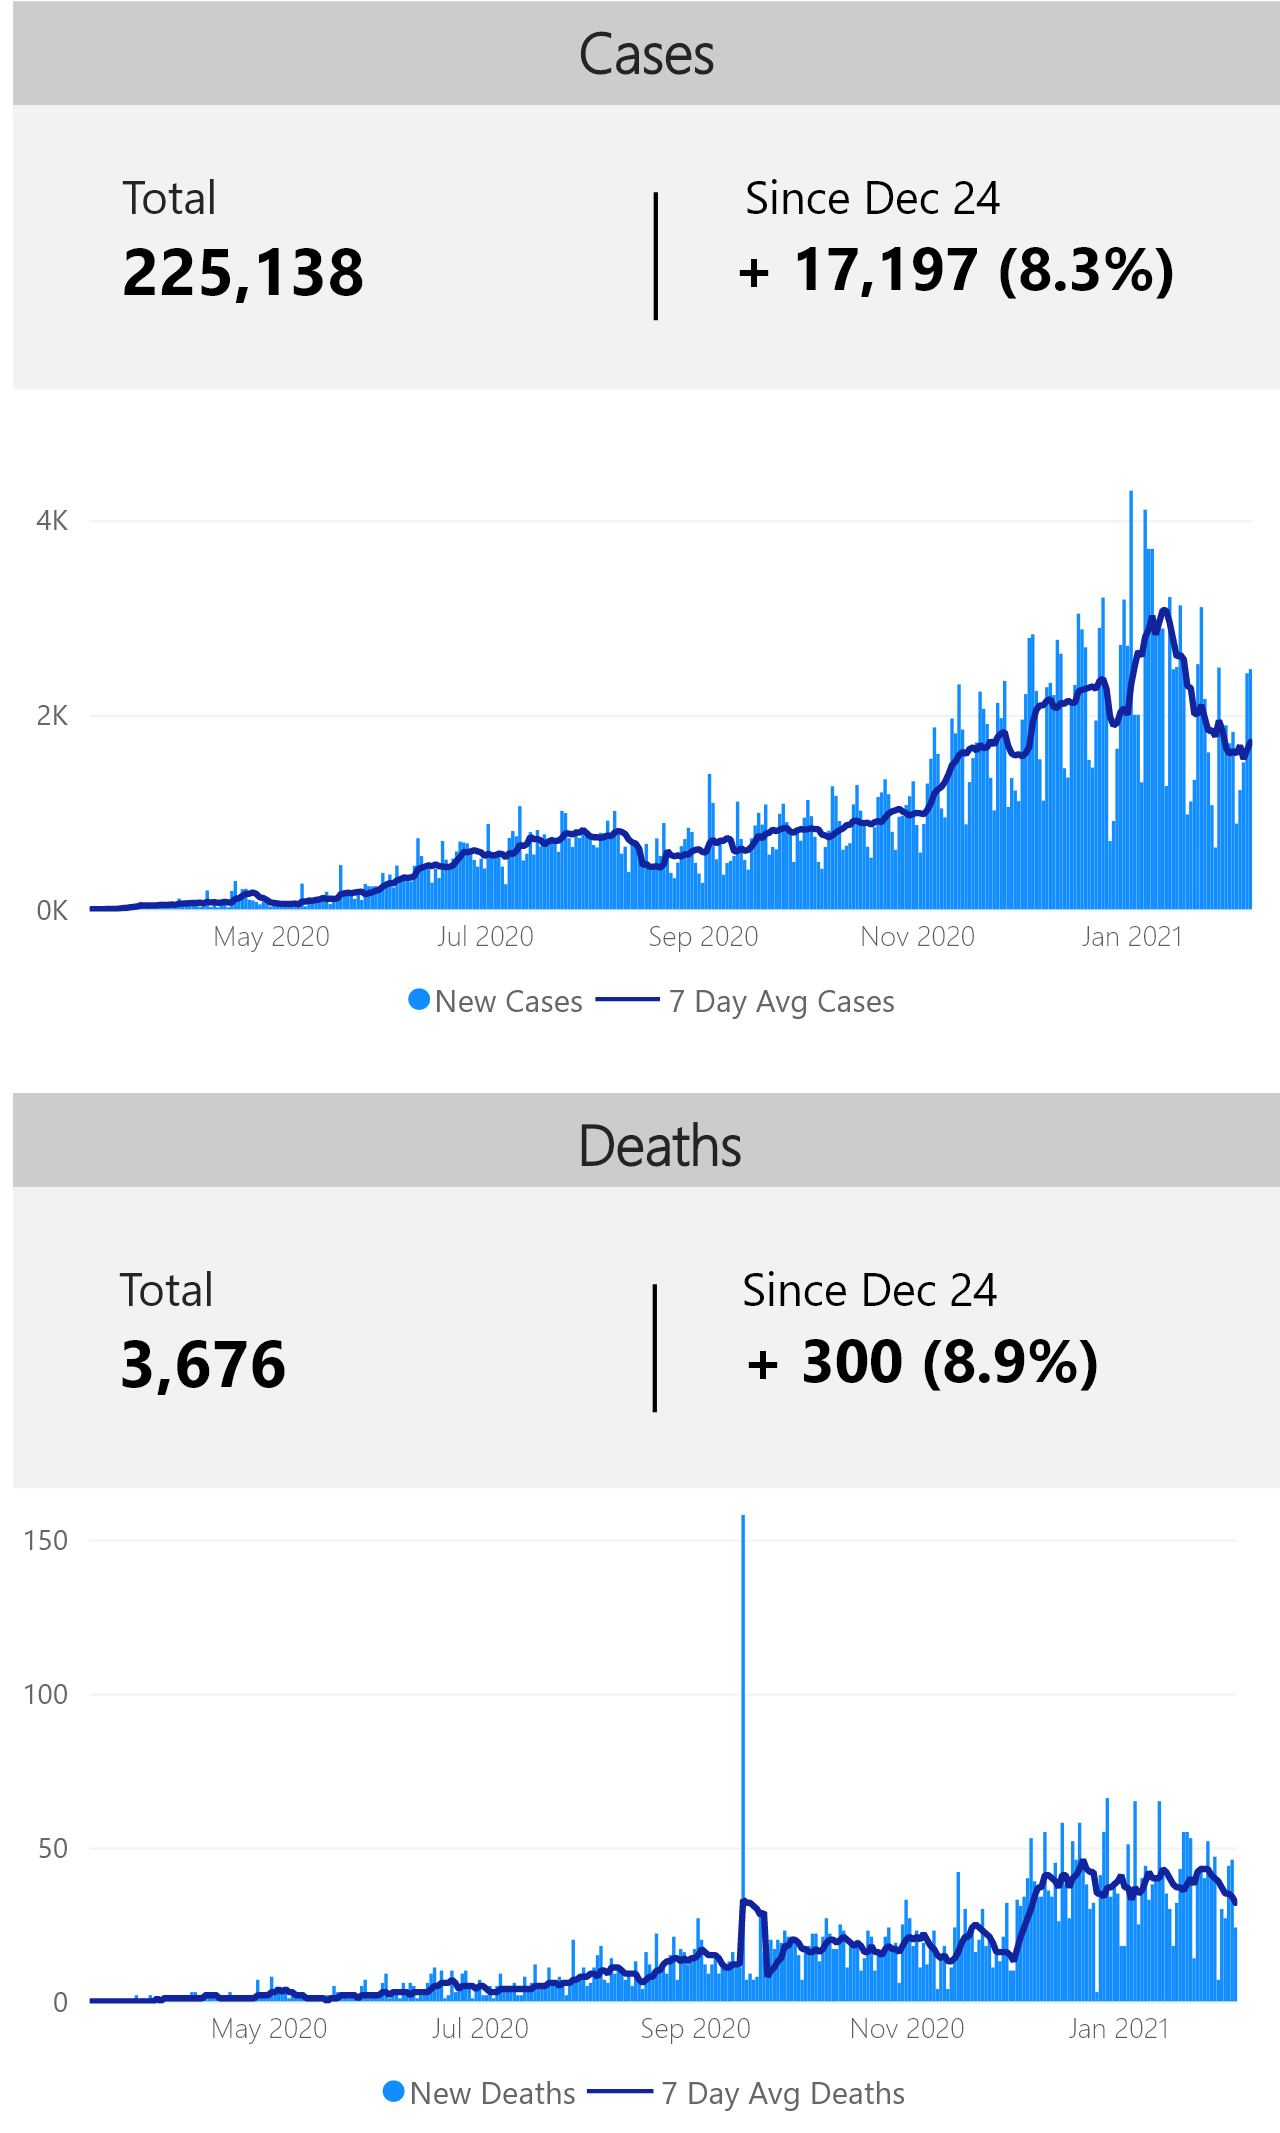 Cases
Total
Since Dec 24
225,138
+ 17,197 (8.3%)
4K
2K
0K
May 2020
Jul 2020
Sep 2020
Nov 2020
Jan 2021
New Cases
7 Day Avg Cases
Deaths
Total
Since Dec 24
3,676
+ 300 (8.9%)
150
100
50
0
May 2020
Jul 2020
Sep 2020
Nov 2020
Jan 2021
New Deaths
7 Day Avg Deaths